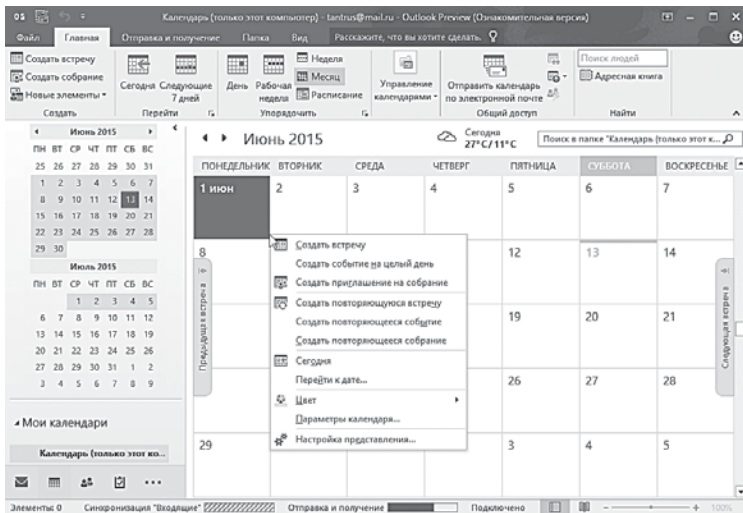 Календарь (только этот компьютер) - tantrus@mail.ru - Outlook Preview (Ознакомительная версия)
Файл Главная Отправка и получение Папка Вид Расскажите, что вы хотите сделать.
Создать встречу
Создать собрание
Новые элементы
Создать
Сегодня Следующие 7 дней
Перейти
День Рабочая неделя
Неделя
Месяц
Расписание
Упорядочить
Управление календарями
Отправить календарь по электронной почте
Общий доступ
Поиск людей
Адресная книга
Найти
Июнь 2015
ПН ВТ СР ЧТ ПТ СБ ВС
25 26 27 28 29 30 31
1 2 3 4 5 6 7
8 9 10 11 12 13 14
15 16 17 18 19 20 21
22 23 24 25 26 27 28
29 30
Июль 2015
ПН ВТ СР ЧТ ПТ СБ ВС
1 2 3 4 5
6 7 8 9 10 11 12
13 14 15 16 17 18 19
20 21 22 23 24 25 26
27 28 29 30 31 1 2
3 4 5 6 7 8 9
Мои календари
Календарь (только этот ко...
Июнь 2015
Сегодня
27°C/11°C
Поиск в папке "Календарь (только этот к...
ПОНЕДЕЛЬНИК ВТОРНИК СРЕДА ЧЕТВЕРГ ПЯТНИЦА СУББОТА ВОСКРЕСЕНЬЕ
1 июн 2 3 4 5 6 7
8 12 13 14
19 20 21
26 27 28
29 3 4 5
Предыдущая встреча
Следующая встреча
Создать встречу
Создать событие на целый день
Создать приглашение на собрание
Создать повторяющуюся встречу
Создать повторяющееся событие
Создать повторяющееся собрание
Сегодня
Перейти к дате...
Цвет
Параметры календаря...
Настройка представления...
Элементы: 0 Синхронизация "Входящие" Отправка и получение Подключено 100%